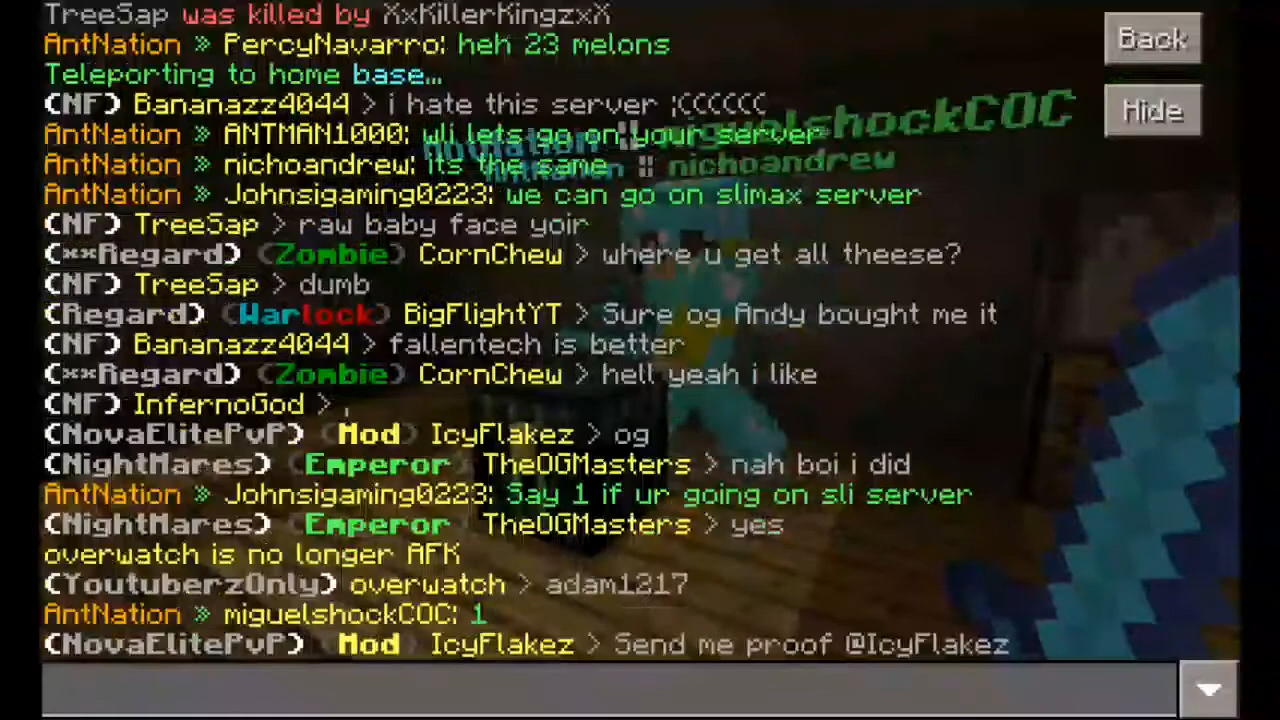 TreeSap was killed by XxKillerKingzxX
Back
AntNation » PercyNavarro: heh 23 melons
Teleporting to home base...
(NF) Bananazz4044 > i hate this server ;CCCCCC
Hide
miguelshockCOC
AntNation » ANTMAN1000: wli lets go on your server
AntNation » nichoandrew: its the same
AntNation :: nichoandrew
AntNation » Johnsigaming0223: we can go on slimax server
(NF) TreeSap > raw baby face yoir
(**Regard) (Zombie) CornChew > where u get all theese?
(NF) TreeSap > dumb
(Regard) (Warlock) BigFlightYT > Sure og Andy bought me it
(NF) Bananazz4044 > fallentech is better
(**Regard) (Zombie) CornChew > hell yeah i like
(NF) InfernoGod > ,
(NovaElitePvP) (Mod) IcyFlakez > og
(NightMares) (Emperor) TheOGMasters > nah boi i did
AntNation » Johnsigaming0223: Say 1 if ur going on sli server
(NightMares) (Emperor) TheOGMasters > yes
overwatch is no longer AFK
(YoutuberzOnly) overwatch > adam1217
AntNation » miguelshockCOC: 1
(NovaElitePvP) (Mod) IcyFlakez > Send me proof @IcyFlakez